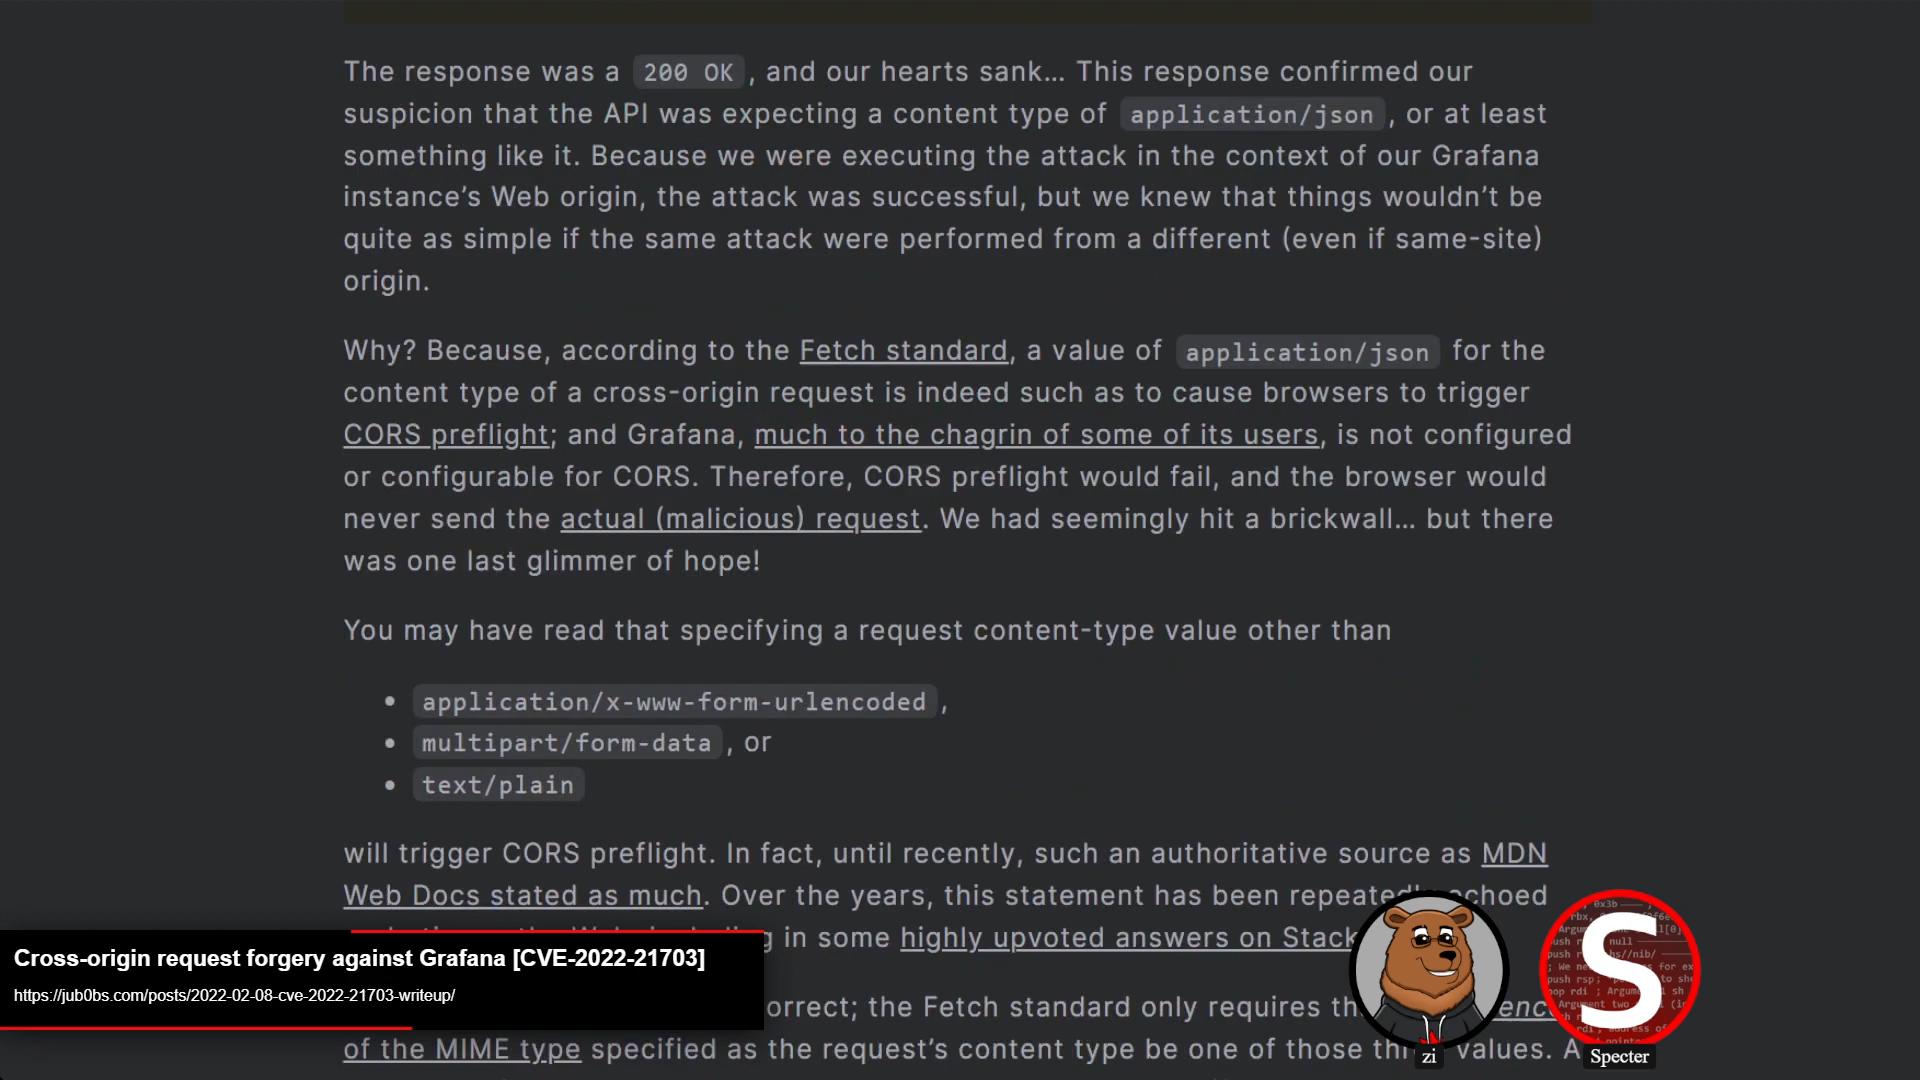 The response was a 200 OK, and our hearts sank… This response confirmed our
suspicion that the API was expecting a content type of application/json, or at least
something like it. Because we were executing the attack in the context of our Grafana
instance’s Web origin, the attack was successful, but we knew that things wouldn’t be
quite as simple if the same attack were performed from a different (even if same-site)
origin.
Why? Because, according to the Fetch standard, a value of application/json for the
content type of a cross-origin request is indeed such as to cause browsers to trigger
CORS preflight; and Grafana, much to the chagrin of some of its users, is not configured
or configurable for CORS. Therefore, CORS preflight would fail, and the browser would
never send the actual (malicious) request. We had seemingly hit a brickwall… but there
was one last glimmer of hope!
You may have read that specifying a request content-type value other than
• application/x-www-form-urlencoded,
• multipart/form-data, or
• text/plain
will trigger CORS preflight. In fact, until recently, such an authoritative source as MDN
Web Docs stated as much. Over the years, this statement has been repeatedly echoed
in some highly upvoted answers on Stack
orrect; the Fetch standard only requires
of the MIME type specified as the request’s content type be one of those values. A
Cross-origin request forgery against Grafana [CVE-2022-21703]
https://jub0bs.com/posts/2022-02-08-cve-2022-21703-writeup/
zi
S
Specter